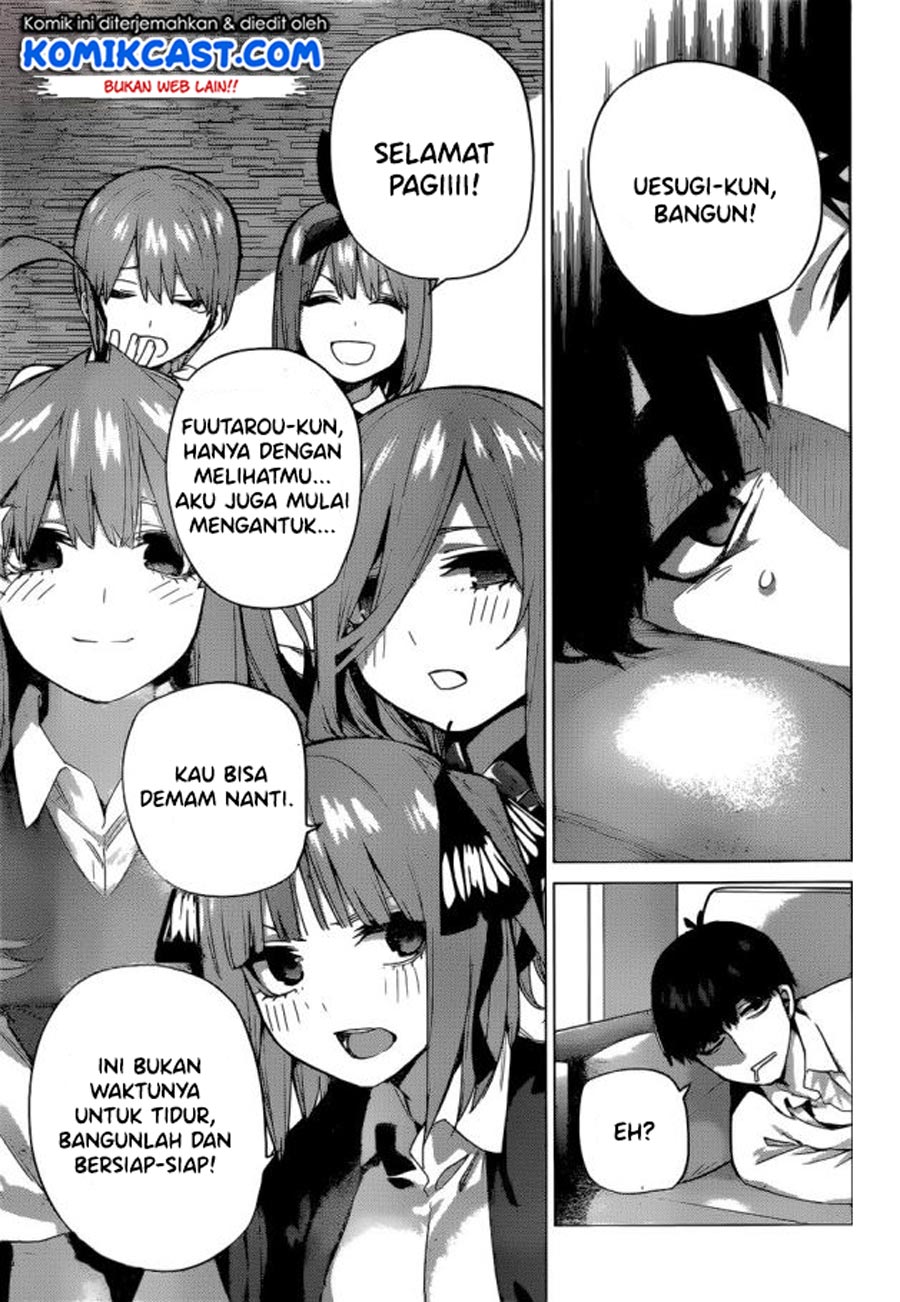 Komik ini diterjemahkan & diedit oleh
KOMIKCAST.COM
BUKAN WEB LAIN!!
UESUGI-KUN,
BANGUN!
EH?
SELAMAT
PAGIIII!
FUUTAROU-KUN,
HANYA DENGAN
MELIHATMU...
AKU JUGA MULAI
MENGANTUK...
KAU BISA
DEMAM NANTI.
INI BUKAN
WAKTUNYA
UNTUK TIDUR,
BANGUNLAH DAN
BERSIAP-SIAP!